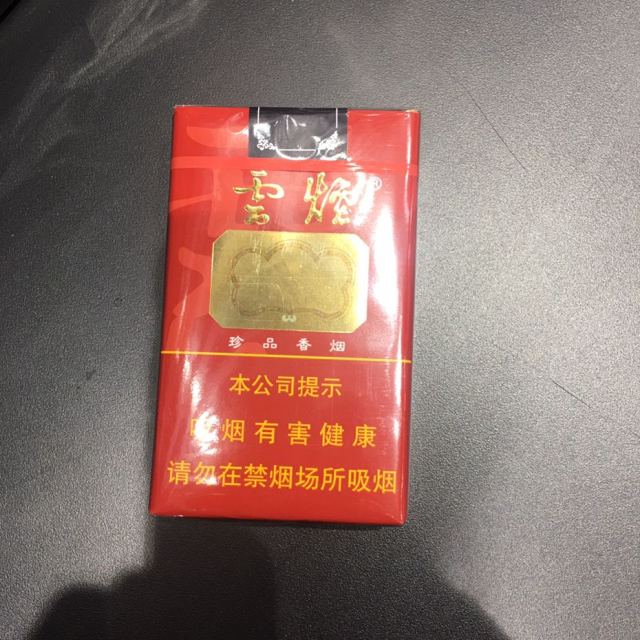 雲烟®
珍品香烟
本公司提示
吸烟有害健康
请勿在禁烟场所吸烟